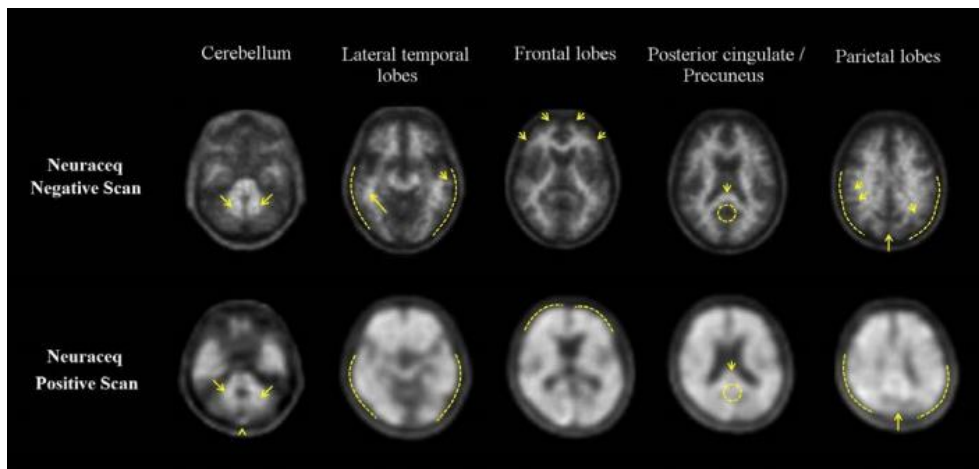 Cerebellum
Lateral temporal
lobes
Frontal lobes
Posterior cingulate /
Precuneus
Parietal lobes
Neuraceq
Negative Scan
Neuraceq
Positive Scan